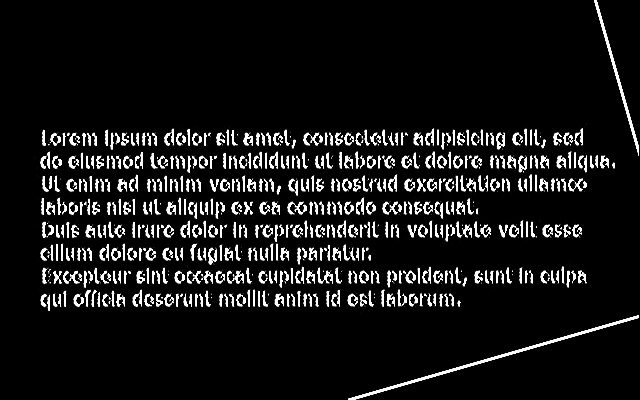 Lorem ipsum dolor sit amet, consectetur adipisicing elit, sed
do eiusmod tempor incididunt ut labore et dolore magna aliqua.
Ut enim ad minim veniam, quis nostrud exercitation ullamco
laboris nisi ut aliquip ex ea commodo consequat.
Duis aute irure dolor in reprehenderit in voluptate velit esse
cillum dolore eu fugiat nulla pariatur.
Excepteur sint occaecat cupidatat non proident, sunt in culpa
qui officia deserunt mollit anim id est laborum.